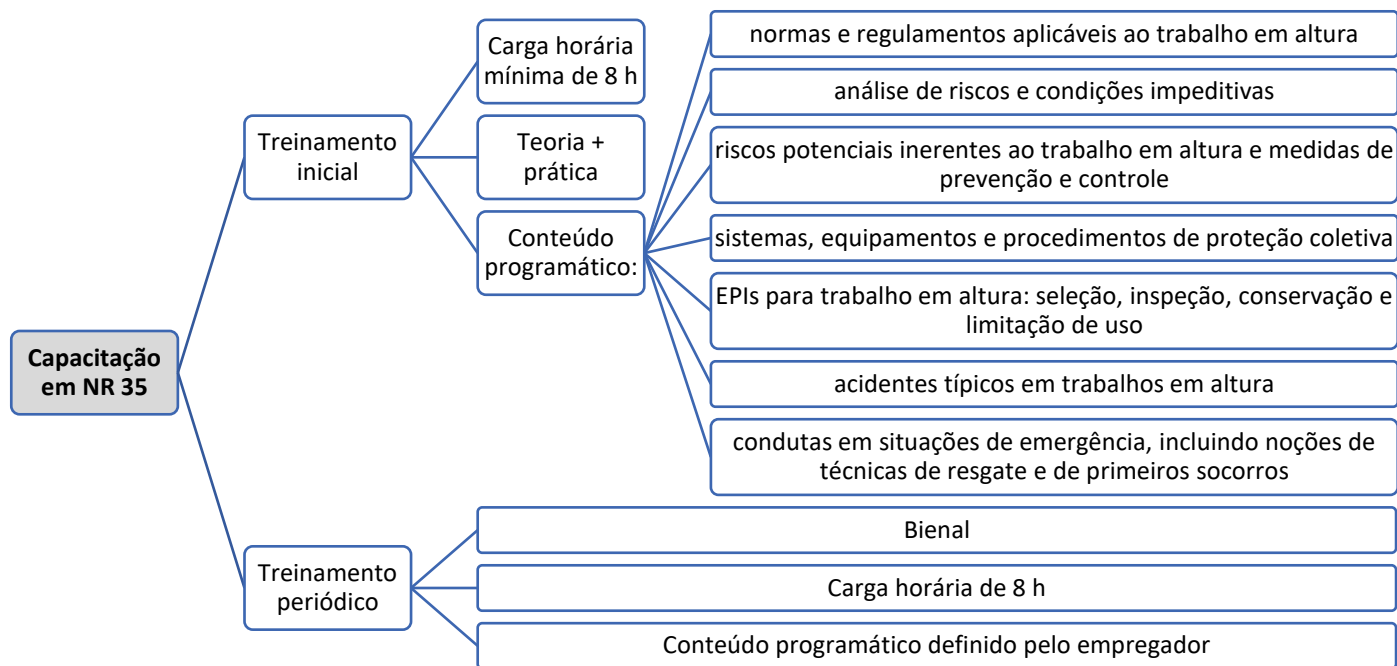 Capacitação
em NR 35
Treinamento
inicial
Carga horária
mínima de 8 h
Teoria +
prática
Conteúdo
programático:
normas e regulamentos aplicáveis ao trabalho em altura
análise de riscos e condições impeditivas
riscos potenciais inerentes ao trabalho em altura e medidas de
prevenção e controle
sistemas, equipamentos e procedimentos de proteção coletiva
EPIs para trabalho em altura: seleção, inspeção, conservação e
limitação de uso
acidentes típicos em trabalhos em altura
condutas em situações de emergência, incluindo noções de
técnicas de resgate e de primeiros socorros
Treinamento
periódico
Bienal
Carga horária de 8 h
Conteúdo programático definido pelo empregador